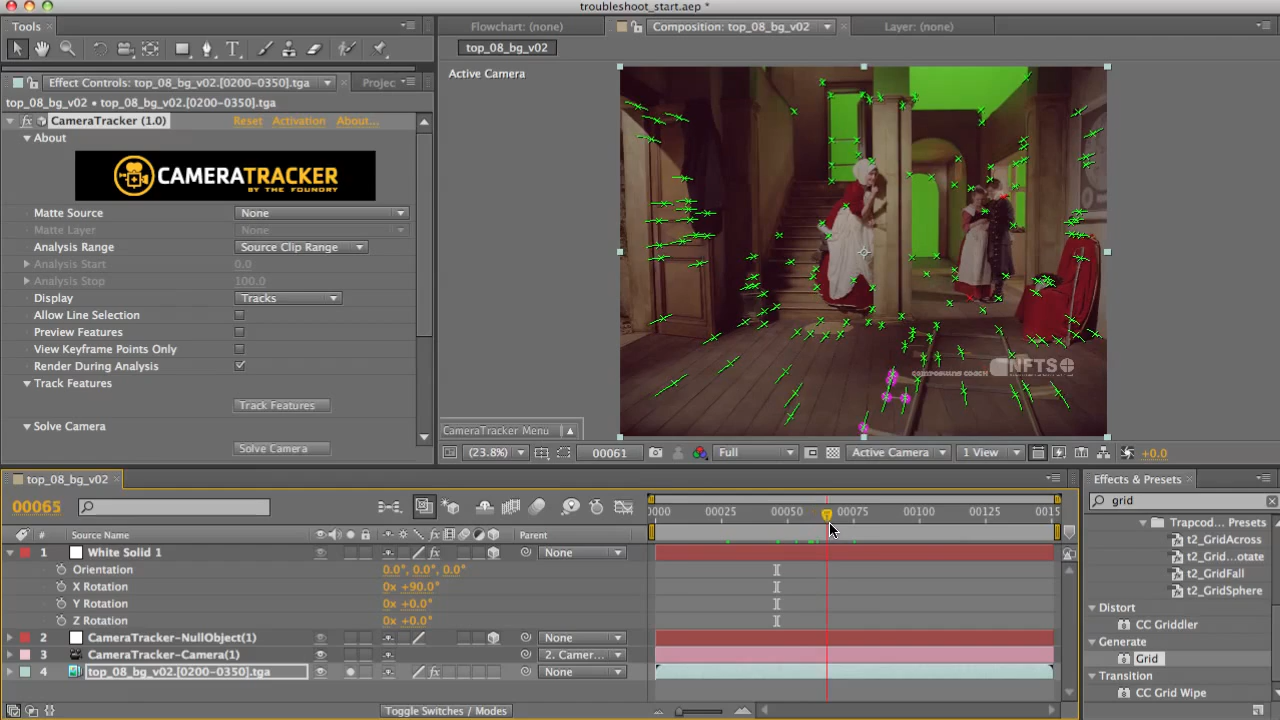 troubleshoot_start.aep *
Tools
Flowchart: (none)
Composition: top_08_bg_v02
Layer: (none)
top_08_bg_v02
Active Camera
Effect Controls: top_08_bg_v02.[0200-0350].tga
Projec
top_08_bg_v02 • top_08_bg_v02.[0200-0350].tga
CameraTracker (1.0)
Reset
Activation
About...
About
CAMERATRACKER
BY THE FOUNDRY
Matte Source
None
Matte Layer
None
Analysis Range
Source Clip Range
Analysis Start
0.0
Analysis Stop
100.0
Display
Tracks
Allow Line Selection
Preview Features
View Keyframe Points Only
Render During Analysis
Track Features
Track Features
Solve Camera
Solve Camera
COMPOSITING COACH
NFTS
CameraTracker Menu
(23.8%)
00061
Full
Active Camera
1 View
+0.0
top_08_bg_v02
00065
0000
00025
00050
00075
00100
00125
0015
Source Name
Parent
1
White Solid 1
None
Orientation
0.0°, 0.0°, 0.0°
X Rotation
0x +90.0°
Y Rotation
0x +0.0°
Z Rotation
0x +0.0°
2
CameraTracker-NullObject(1)
None
3
CameraTracker-Camera(1)
2. Camer...
4
top_08_bg_v02.[0200-0350].tga
None
Toggle Switches / Modes
Effects & Presets
grid
Trapcod... Presets
t2_GridAcross
t2_Grid...otate
t2_GridFall
t2_GridSphere
Distort
CC Griddler
Generate
Grid
Transition
CC Grid Wipe